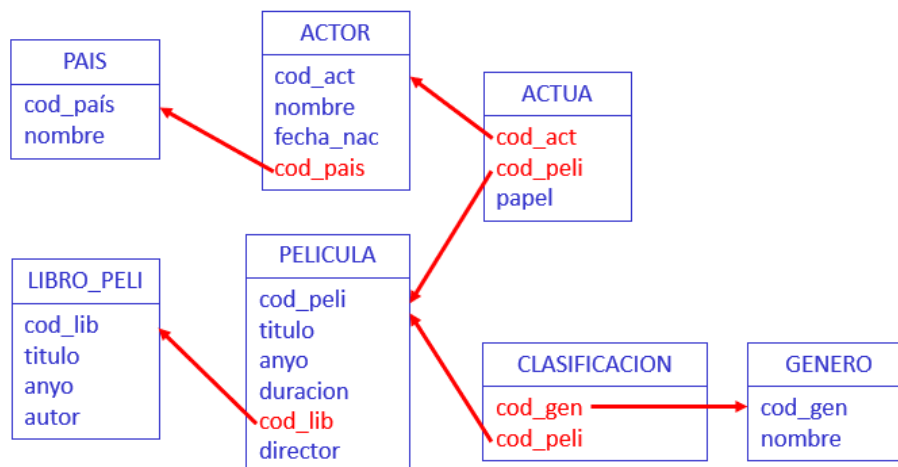 PAIS
cod_país
nombre
ACTOR
cod_act
nombre
fecha_nac
cod_pais
ACTUA
cod_act
cod_peli
papel
LIBRO_PELI
cod_lib
titulo
anyo
autor
PELICULA
cod_peli
titulo
anyo
duracion
cod_lib
director
CLASIFICACION
cod_gen
cod_peli
GENERO
cod_gen
nombre